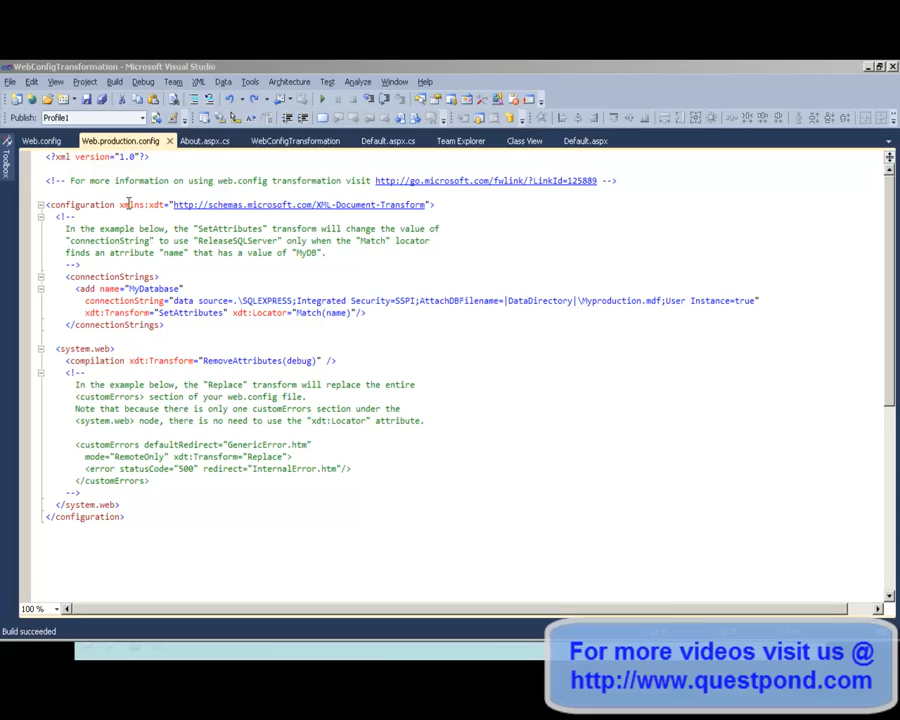 WebConfigTransformation - Microsoft Visual Studio
File Edit View Project Build Debug Team XML Data Tools Architecture Test Analyze Window Help
Publish: Profile1
Web.config Web.production.config About.aspx.cs WebConfigTransformation Default.aspx.cs Team Explorer Class View Default.aspx
Toolbox
<?xml version="1.0"?>
<!-- For more information on using web.config transformation visit http://go.microsoft.com/fwlink/?LinkId=125889 -->
<configuration xmlns:xdt="http://schemas.microsoft.com/XML-Document-Transform">
<!--
In the example below, the "SetAttributes" transform will change the value of
"connectionString" to use "ReleaseSQLServer" only when the "Match" locator
finds an atrribute "name" that has a value of "MyDB".
-->
<connectionStrings>
<add name="MyDatabase"
connectionString="data source=.\SQLEXPRESS;Integrated Security=SSPI;AttachDBFilename=|DataDirectory|\Myproduction.mdf;User Instance=true"
xdt:Transform="SetAttributes" xdt:Locator="Match(name)"/>
</connectionStrings>
<system.web>
<compilation xdt:Transform="RemoveAttributes(debug)" />
<!--
In the example below, the "Replace" transform will replace the entire
<customErrors> section of your web.config file.
Note that because there is only one customErrors section under the
<system.web> node, there is no need to use the "xdt:Locator" attribute.
<customErrors defaultRedirect="GenericError.htm"
mode="RemoteOnly" xdt:Transform="Replace">
<error statusCode="500" redirect="InternalError.htm"/>
</customErrors>
-->
</system.web>
</configuration>
100 %
Build succeeded
For more videos visit us @
http://www.questpond.com